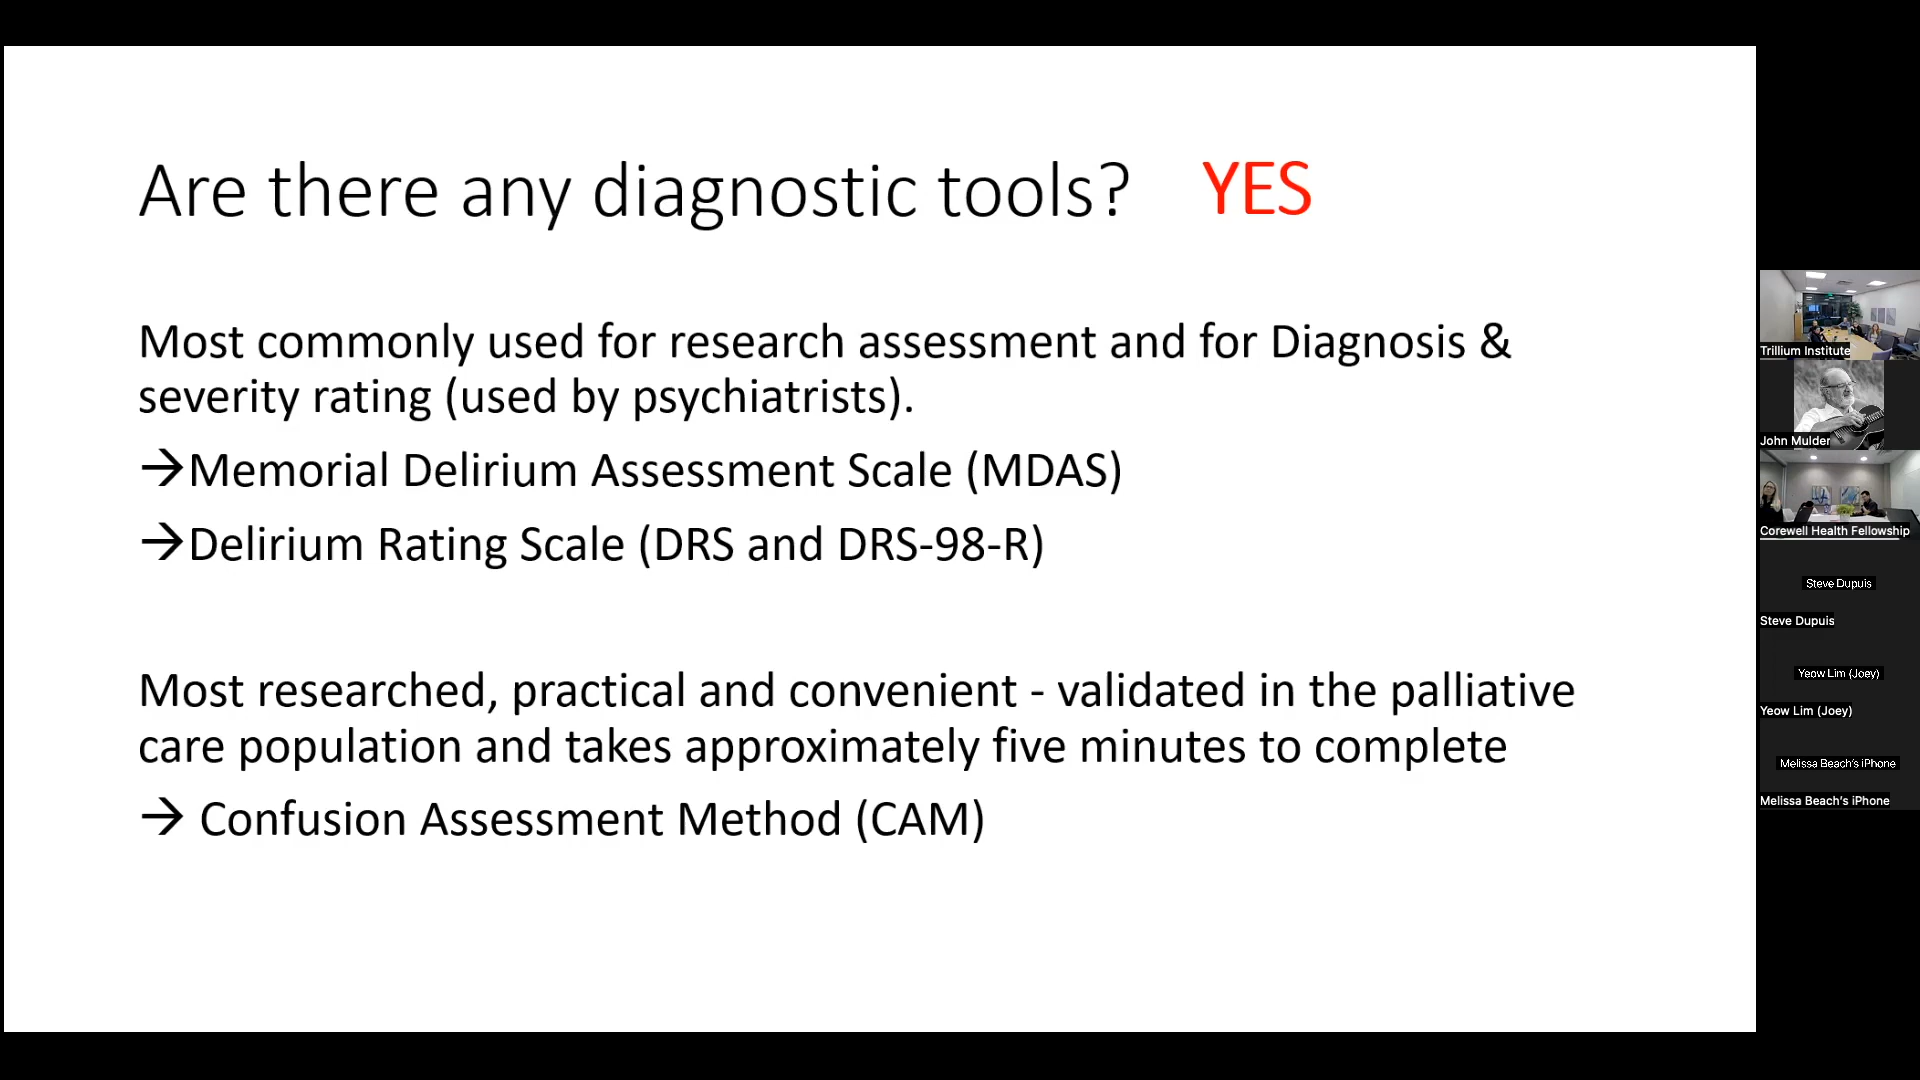 Are there any diagnostic tools? YES
Most commonly used for research assessment and for Diagnosis &
severity rating (used by psychiatrists).
→Memorial Delirium Assessment Scale (MDAS)
→Delirium Rating Scale (DRS and DRS-98-R)
Most researched, practical and convenient - validated in the palliative
care population and takes approximately five minutes to complete
→ Confusion Assessment Method (CAM)
Trillium Institute
John Mulder
Corewell Health Fellowship
Steve Dupuis
Steve Dupuis
Yeow Lim (Joey)
Yeow Lim (Joey)
Melissa Beach's iPhone
Melissa Beach's iPhone